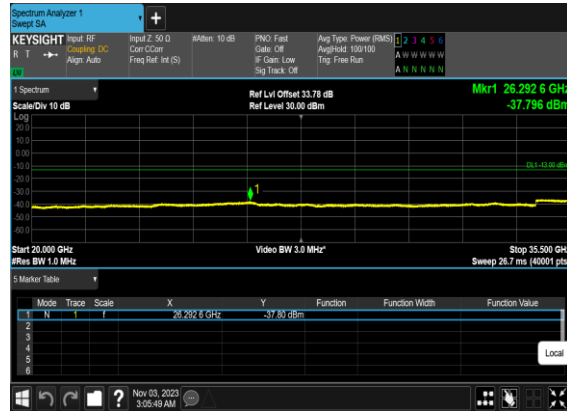 Spectrum Analyzer 1
Swept SA
+
KEYSIGHT Input: RF Input Z: 50 Ω #Atten: 10 dB PNO: Fast Avg Type: Power (RMS) 1 2 3 4 5 6
R T Coupling: DC Corr CCorr Gate: Off Avg|Hold: 100/100 A W W W W W
Align: Auto Freq Ref: Int (S) IF Gain: Low Trig: Free Run
Sig Track: Off A N N N N N
1 Spectrum
Ref Lvl Offset 33.78 dB Mkr1 26.292 6 GHz
Scale/Div 10 dB Ref Level 30.00 dBm -37.796 dBm
Log
20.0
10.0
0.00
-10.0
DL1 -13.00 dBm
-20.0
-30.0
1
-40.0
-50.0
-60.0
Start 20.000 GHz Video BW 3.0 MHz* Stop 35.500 GHz
#Res BW 1.0 MHz Sweep 26.7 ms (40001 pts)
5 Marker Table
Mode Trace Scale X Y Function Function Width Function Value
1 N 1 f 26.292 6 GHz -37.80 dBm
2
3
4
5
6
Local
? Nov 03, 2023
3:05:49 AM